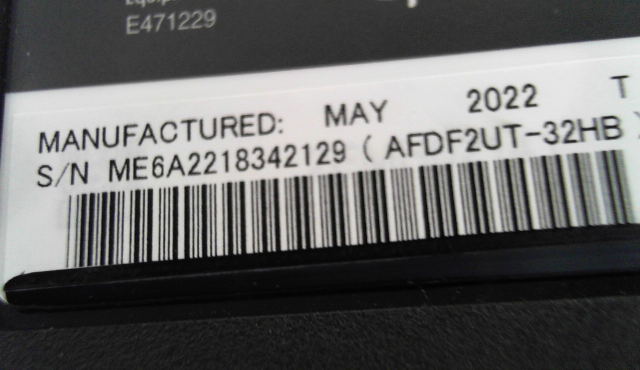 E471229
MANUFACTURED: MAY 2022 T
S/N ME6A2218342129 ( AFDF2UT-32HB )